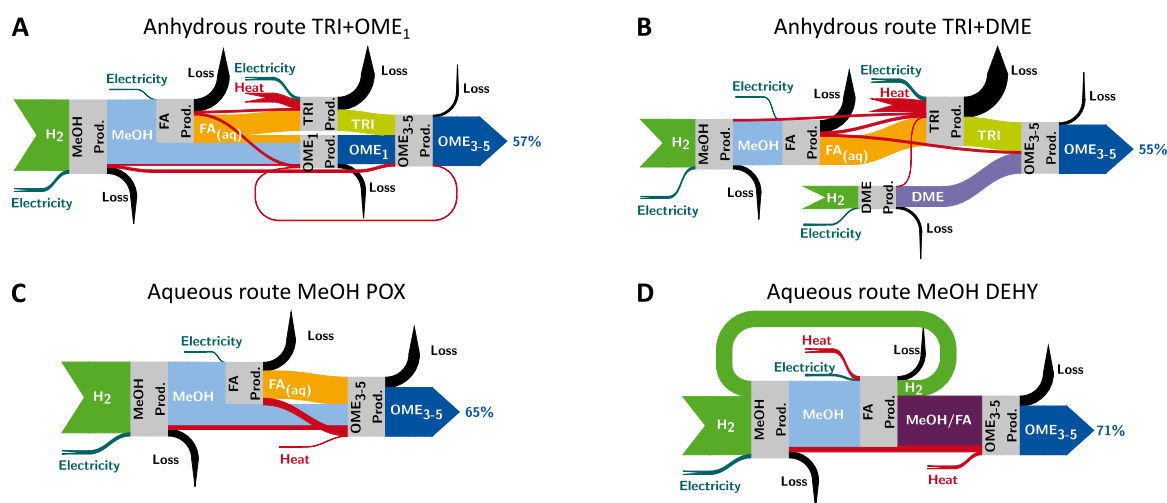 A
Anhydrous route TRI+OME1
Electricity
Loss
Electricity
Loss
Loss
Heat
H2
MeOH
Prod.
MeOH
FA
Prod.
FA(aq)
TRI
Prod.
TRI
OME1
Prod.
OME1
OME3-5
Prod.
OME3-5
57%
Electricity
Loss
Loss
B
Anhydrous route TRI+DME
Electricity
Loss
Electricity
Loss
Loss
Heat
H2
MeOH
Prod.
MeOH
FA
Prod.
FA(aq)
TRI
Prod.
TRI
OME3-5
Prod.
OME3-5
55%
Electricity
Loss
H2
DME
Prod.
DME
Electricity
Loss
C
Aqueous route MeOH POX
Electricity
Loss
Loss
H2
MeOH
Prod.
MeOH
FA
Prod.
FA(aq)
OME3-5
Prod.
OME3-5
65%
Electricity
Loss
Heat
D
Aqueous route MeOH DEHY
Heat
Electricity
Loss
Loss
H2
H2
MeOH
Prod.
MeOH
FA
Prod.
MeOH/FA
OME3-5
Prod.
OME3-5
71%
Electricity
Loss
Heat